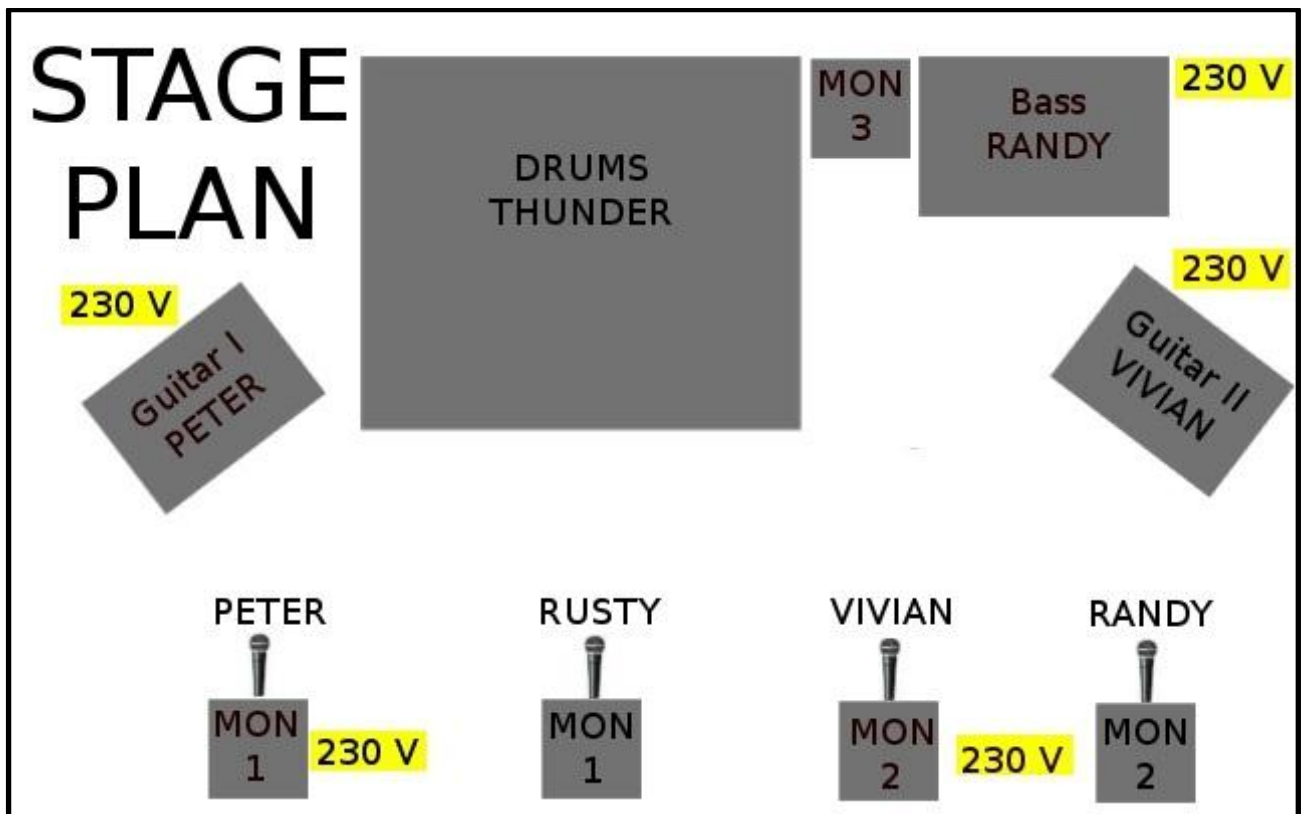 STAGE
PLAN
DRUMS
THUNDER
MON
3
Bass
RANDY
230 V
230 V
Guitar I
PETER
230 V
Guitar II
VIVIAN
PETER
MON
1
230 V
RUSTY
MON
1
VIVIAN
MON
2
230 V
RANDY
MON
2